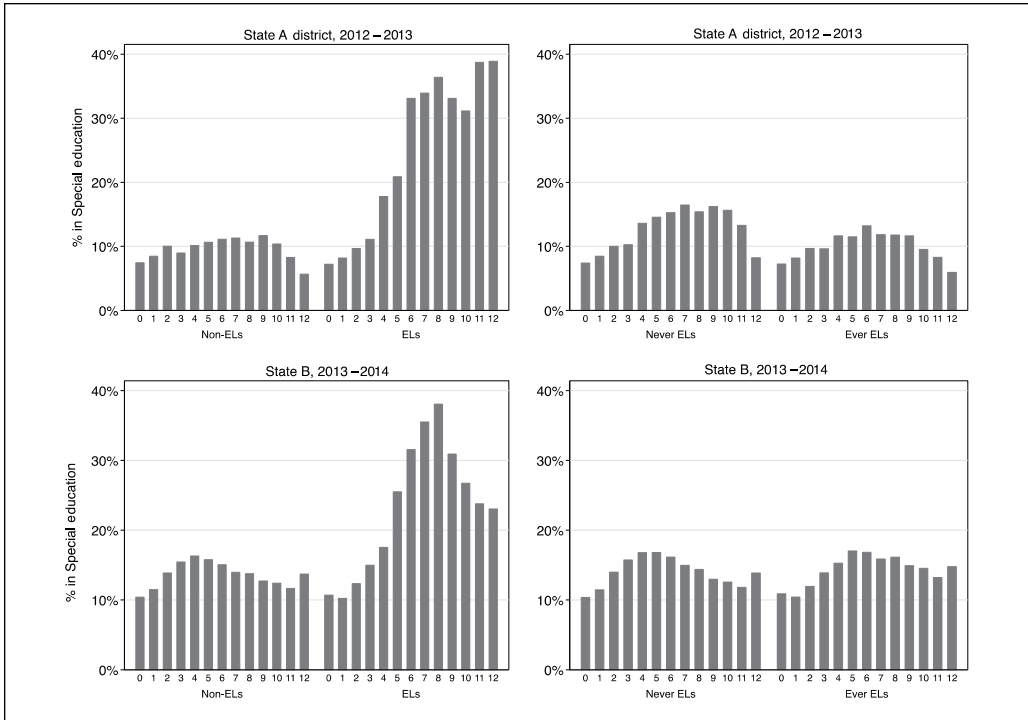 State A district, 2012–2013
% in Special education
40%
30%
20%
10%
0%
0 1 2 3 4 5 6 7 8 9 10 11 12 0 1 2 3 4 5 6 7 8 9 10 11 12
Non-ELs ELs
State A district, 2012–2013
40%
30%
20%
10%
0%
0 1 2 3 4 5 6 7 8 9 10 11 12 0 1 2 3 4 5 6 7 8 9 10 11 12
Never ELs Ever ELs
State B, 2013–2014
% in Special education
40%
30%
20%
10%
0%
0 1 2 3 4 5 6 7 8 9 10 11 12 0 1 2 3 4 5 6 7 8 9 10 11 12
Non-ELs ELs
State B, 2013–2014
40%
30%
20%
10%
0%
0 1 2 3 4 5 6 7 8 9 10 11 12 0 1 2 3 4 5 6 7 8 9 10 11 12
Never ELs Ever ELs